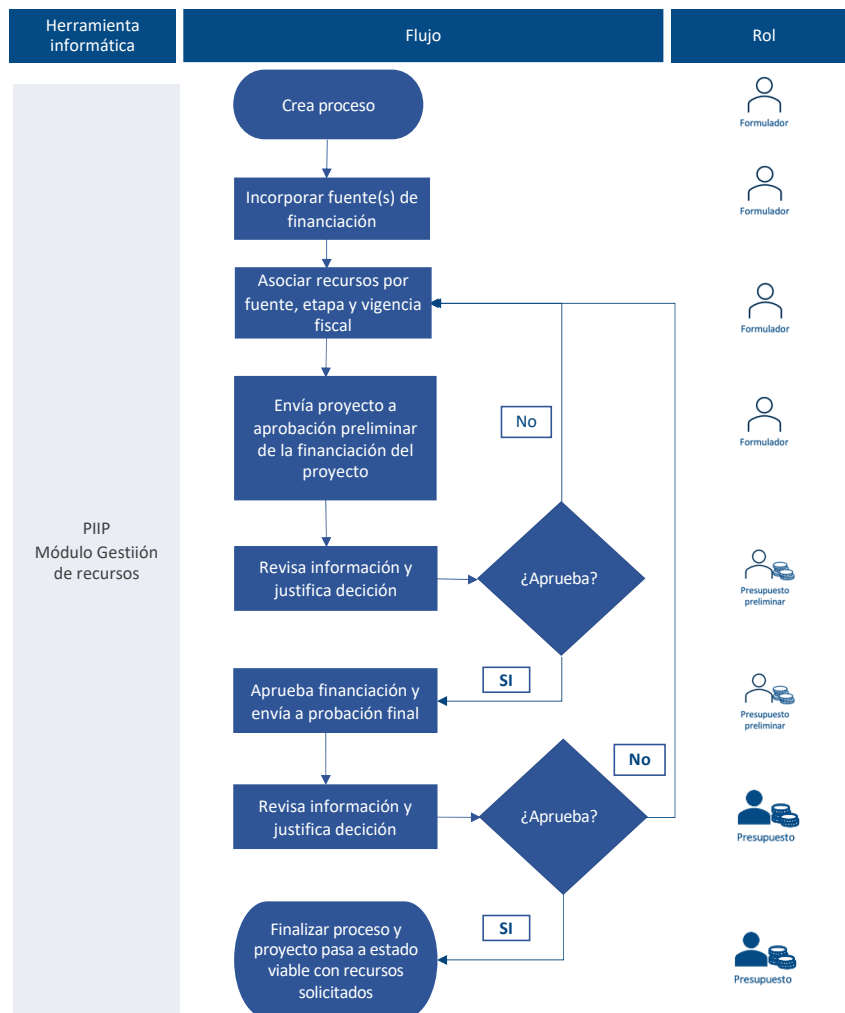 Herramienta
informática
Flujo
Rol
Crea proceso
Formulador
Incorporar fuente(s) de
financiación
Formulador
Asociar recursos por
fuente, etapa y vigencia
fiscal
Formulador
Envía proyecto a
aprobación preliminar
de la financiación del
proyecto
No
Formulador
PIIP
Módulo Gestiión
de recursos
Revisa información y
justifica decición
¿Aprueba?
Presupuesto
preliminar
SI
Aprueba financiación y
envía a probación final
Presupuesto
preliminar
No
Revisa información y
justifica decición
¿Aprueba?
Presupuesto
SI
Finalizar proceso y
proyecto pasa a estado
viable con recursos
solicitados
Presupuesto